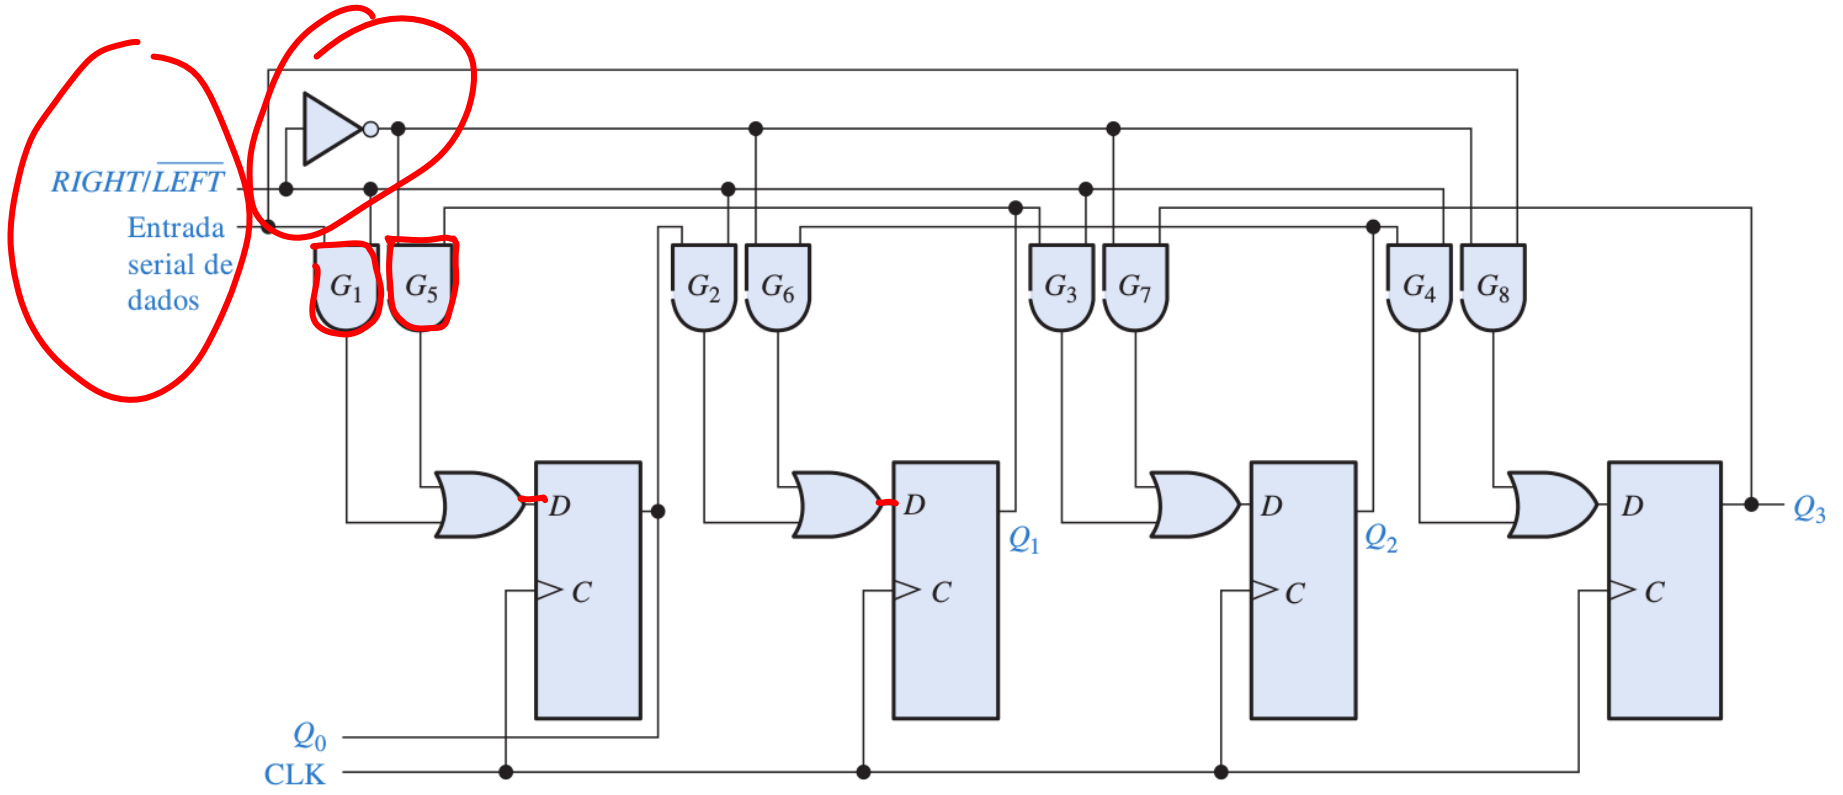 RIGHT/LEFT
Entrada
serial de
dados
G1
G5
G2
G6
G3
G7
G4
G8
D
D
D
D
Q3
Q1
Q2
C
C
C
C
Q0
CLK